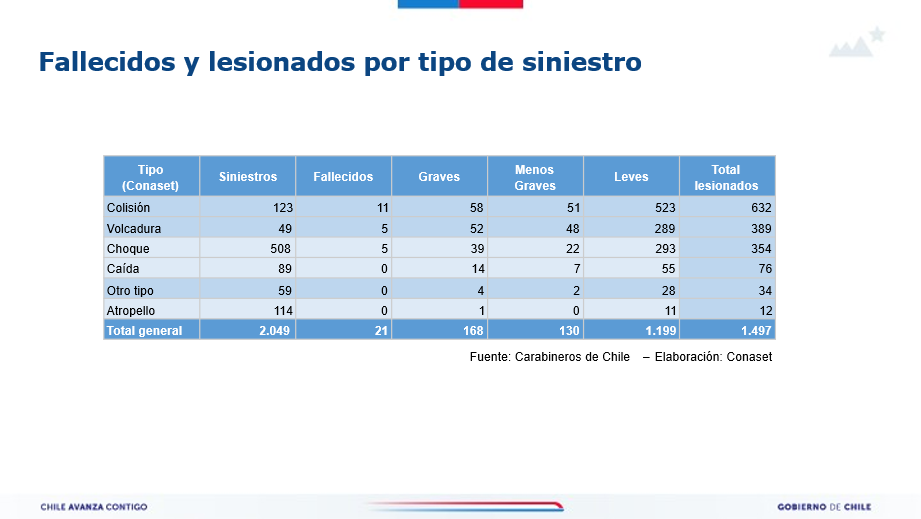 Fallecidos y lesionados por tipo de siniestro
Tipo (Conaset) Siniestros Fallecidos Graves Menos Graves Leves Total lesionados
Colisión 123 11 58 51 523 632
Volcadura 49 5 52 48 289 389
Choque 508 5 39 22 293 354
Caída 89 0 14 7 55 76
Otro tipo 59 0 4 2 28 34
Atropello 114 0 1 0 11 12
Total general 2.049 21 168 130 1.199 1.497
Fuente: Carabineros de Chile – Elaboración: Conaset
CHILE AVANZA CONTIGO
GOBIERNO DE CHILE